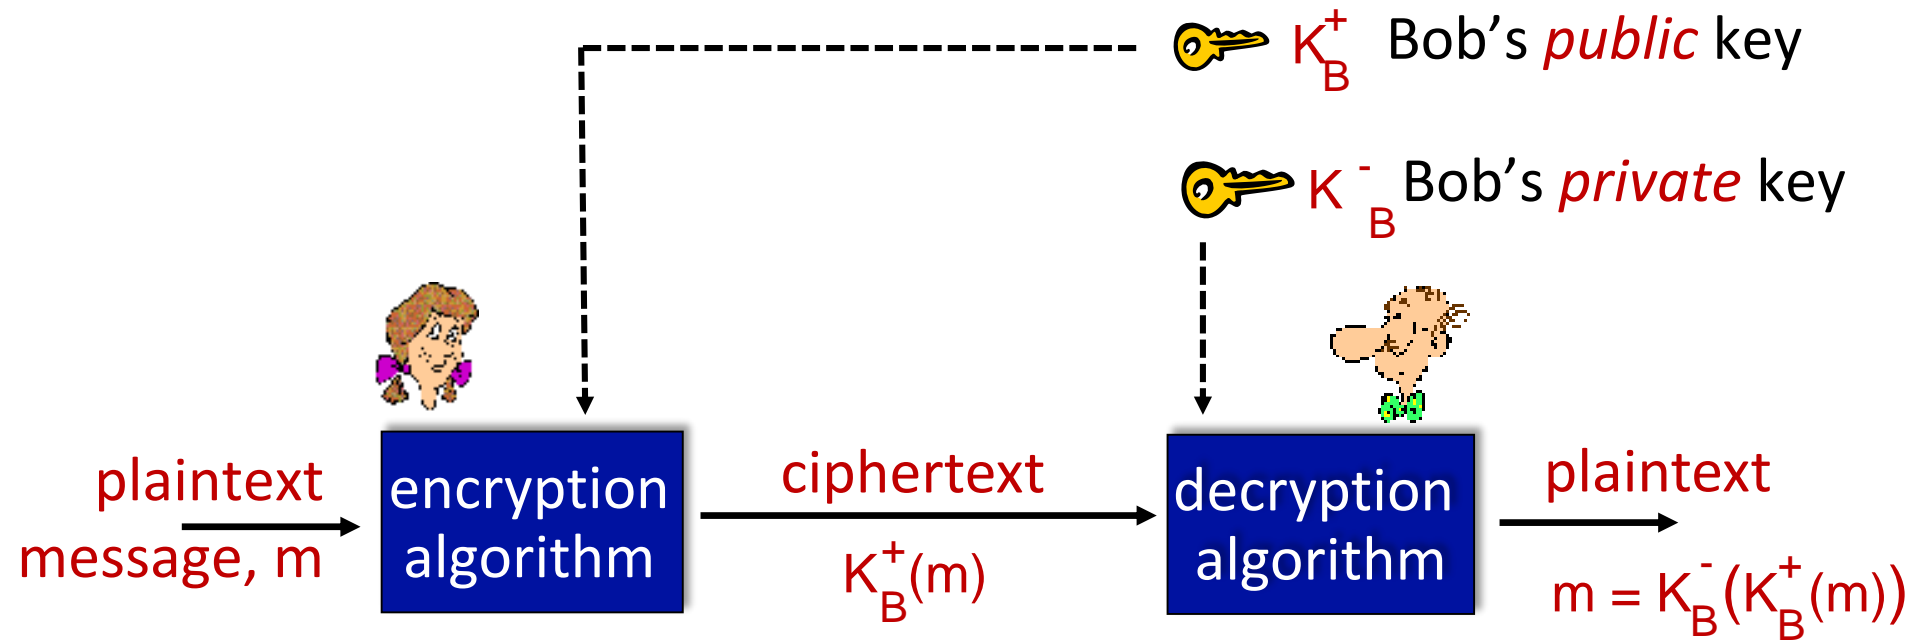 K+B Bob’s public key
K-B Bob’s private key
plaintext
message, m
encryption
algorithm
ciphertext
K+B(m)
decryption
algorithm
plaintext
m = K-B(K+B(m))